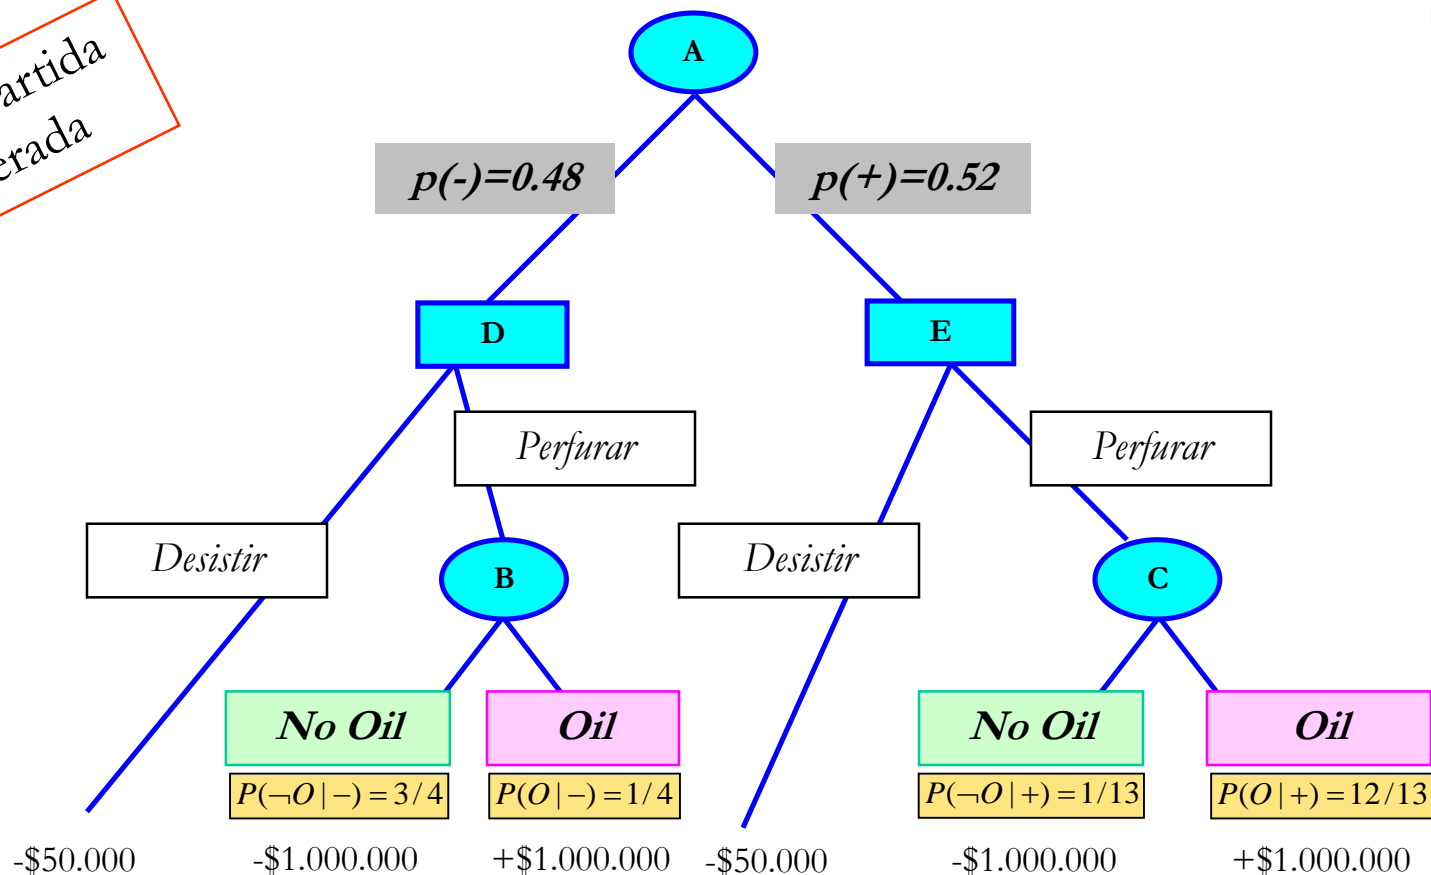 A
p(-)=0.48
p(+)=0.52
D
E
Perfurar
Perfurar
Desistir
B
Desistir
C
No Oil
Oil
No Oil
Oil
P(¬O | −) = 3/4
P(O | −) = 1/4
P(¬O | +) = 1/13
P(O | +) = 12/13
-$50.000
-$1.000.000
+$1.000.000
-$50.000
-$1.000.000
+$1.000.000